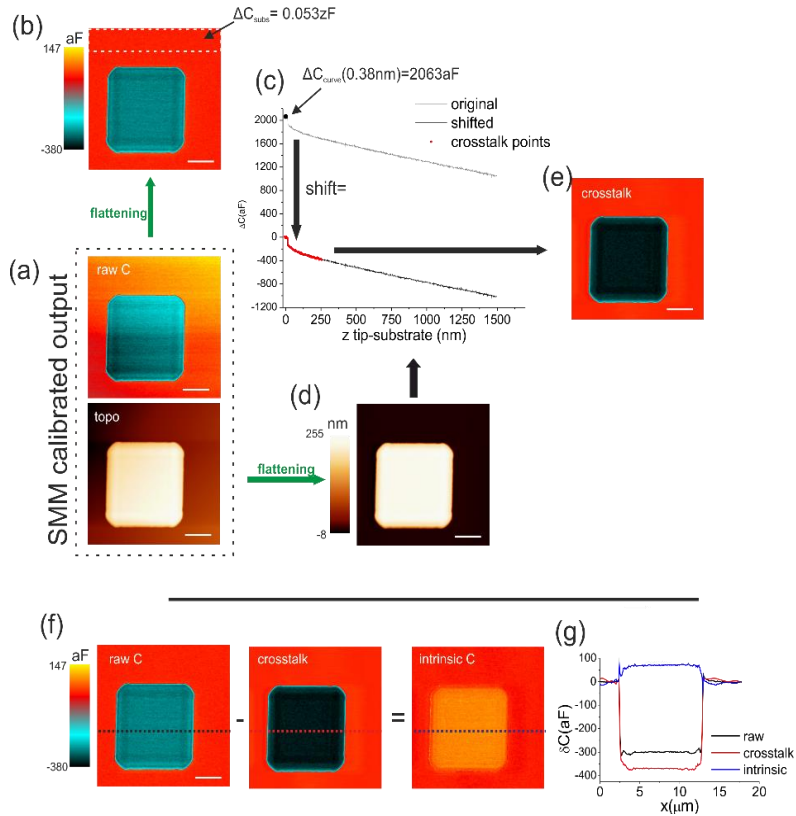 (b)
ΔCsubs = 0.053zF
aF
147
-380
flattening
(c)
ΔCcurve(0.38nm)=2063aF
original
shifted
crosstalk points
2000
1600
1200
800
400
0
-400
-800
-1200
ΔC(aF)
shift=
0
250
500
750
1000
1250
1500
z tip-substrate (nm)
(e)
crosstalk
(a)
SMM calibrated output
raw C
topo
flattening
(d)
nm
255
-8
(f)
aF
147
-380
raw C
-
crosstalk
=
intrinsic C
(g)
100
0
-100
-200
-300
-400
δC(aF)
raw
crosstalk
intrinsic
0
5
10
15
20
x(μm)